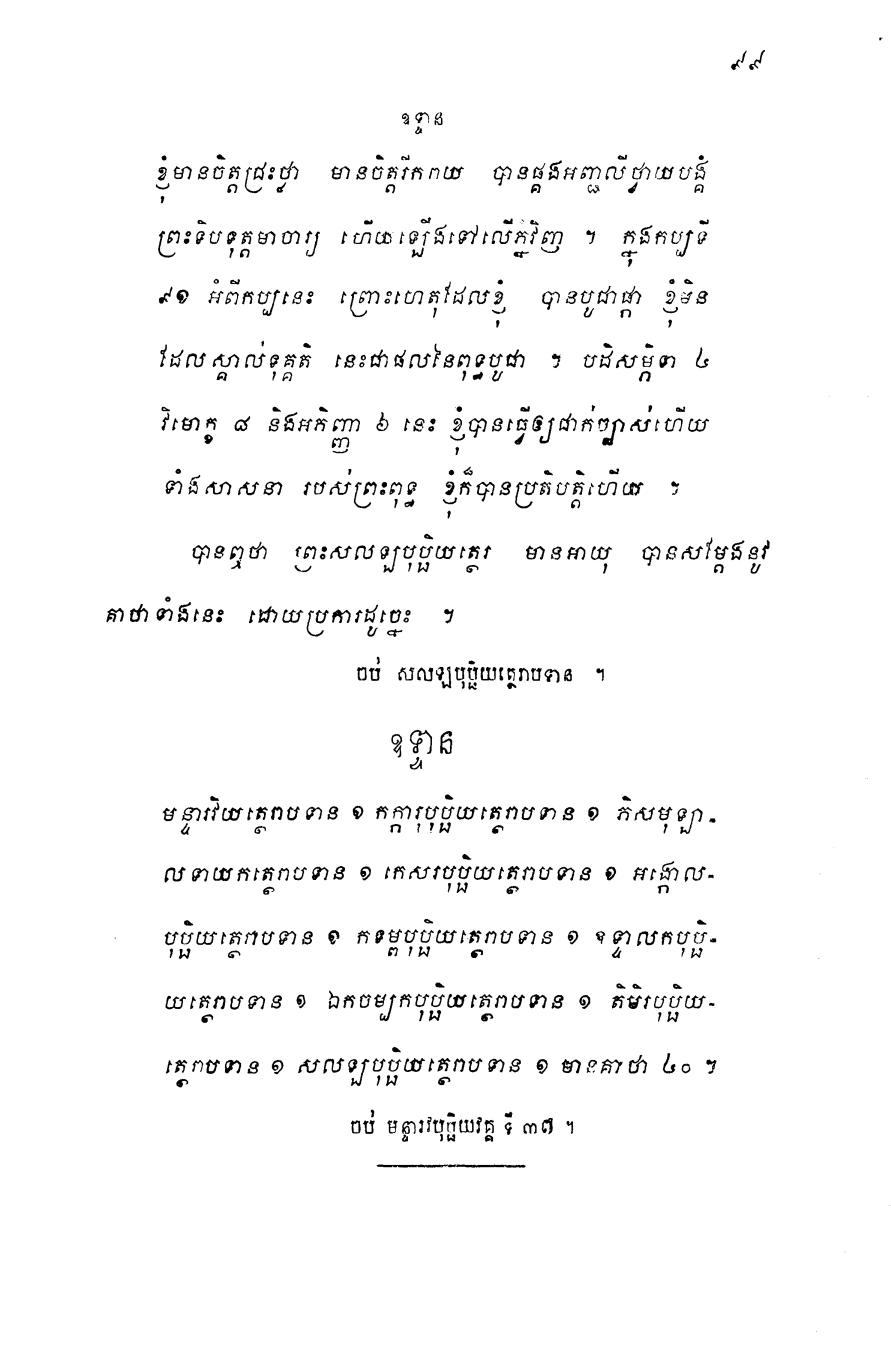 ៩៩
ឧទ្ទាន
ខ្ញុំមានចិត្តជ្រះថ្លា មានចិត្តរីករាយ បានផ្គងអញ្ជលីថ្វាយបង្គំ
ព្រះទិបទុត្តមាចារ្យ ហើយឡើងទៅលើភ្នំវិញ ។ ក្នុងកប្បទី
៩១ អំពីកប្បនេះ ព្រោះហេតុដែលខ្ញុំ បានបូជាផ្កា ខ្ញុំមិន
ដែលស្គាល់ទុគ្គតិ នេះជាផលនៃពុទ្ធបូជា ។ បដិសម្ភិទា ៤
វិមោក្ខ ៨ និងអភិញ្ញា ៦ នេះ ខ្ញុំបានធ្វើឲ្យជាក់ច្បាស់ហើយ
ទាំងសាសនា របស់ព្រះពុទ្ធ ខ្ញុំក៏បានប្រតិបត្តិហើយ ។
បានឮថា ព្រះសលឡបុប្ផិយត្ថេរ មានអាយុ បានសម្តែងនូវ
គាថាទាំងនេះ ដោយប្រការដូច្នេះ ។
ចប់ សលឡបុប្ផិយត្ថេរាបទាន ។
ឧទ្ទាន
មន្ទារវិយត្ថេរាបទាន ១ កក្ការុបុប្ផិយត្ថេរាបទាន ១ ភិសមុឡា-
លទាយកត្ថេរាបទាន ១ កេសរបុប្ផិយត្ថេរាបទាន ១ អង្កោល-
បុប្ផិយត្ថេរាបទាន ១ កទម្ពបុប្ផិយត្ថេរាបទាន ១ ឧទ្ទាលកបុប្ផិ-
យត្ថេរាបទាន ១ ឯកចម្បកបុប្ផិយត្ថេរាបទាន ១ តិមិរបុប្ផិយ-
ត្ថេរាបទាន ១ សលឡបុប្ផិយត្ថេរាបទាន ១ មានគាថា ៤០ ។
ចប់ មន្ទារវបុប្ផិយវគ្គ ទី ៣៧ ។